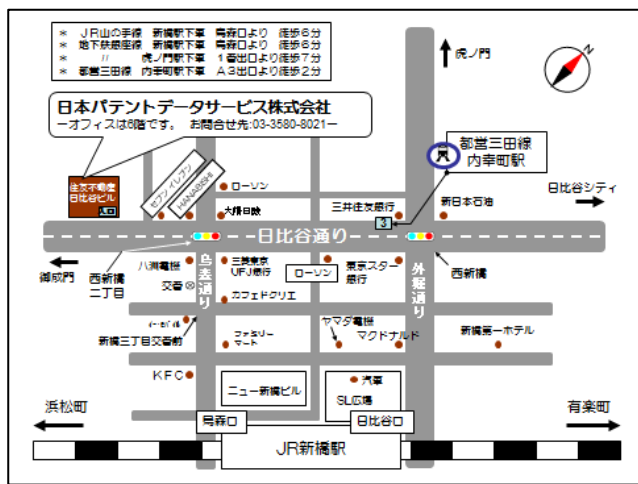 * JR山の手線 新橋駅下車 烏森口より 徒歩6分
* 地下鉄銀座線 新橋駅下車 烏森口より 徒歩6分
* 〃 虎ノ門駅下車 1番出口より徒歩7分
* 都営三田線 内幸町駅下車 A3出口より徒歩2分
虎ノ門
N
日本パテントデータサービス株式会社
ーオフィスは6階です。 お問合せ先:03-3580-8021ー
都営三田線
内幸町駅
住友不動産
日比谷ビル
入口
セブンイレブン
HANABISHI
ローソン
大陽日酸
三井住友銀行
3
新日本石油
日比谷シティ
日比谷通り
御成門
西新橋
二丁目
八洲電機
交番
烏森通り
三菱東京
UFJ銀行
ローソン
東京スター
銀行
外堀通り
西新橋
カフェドクリエ
新橋三丁目交番前
ファミリー
マート
ヤマダ電機
マクドナルド
新橋第一ホテル
KFC
ニュー新橋ビル
汽車
SL広場
浜松町
烏森口
日比谷口
有楽町
JR新橋駅